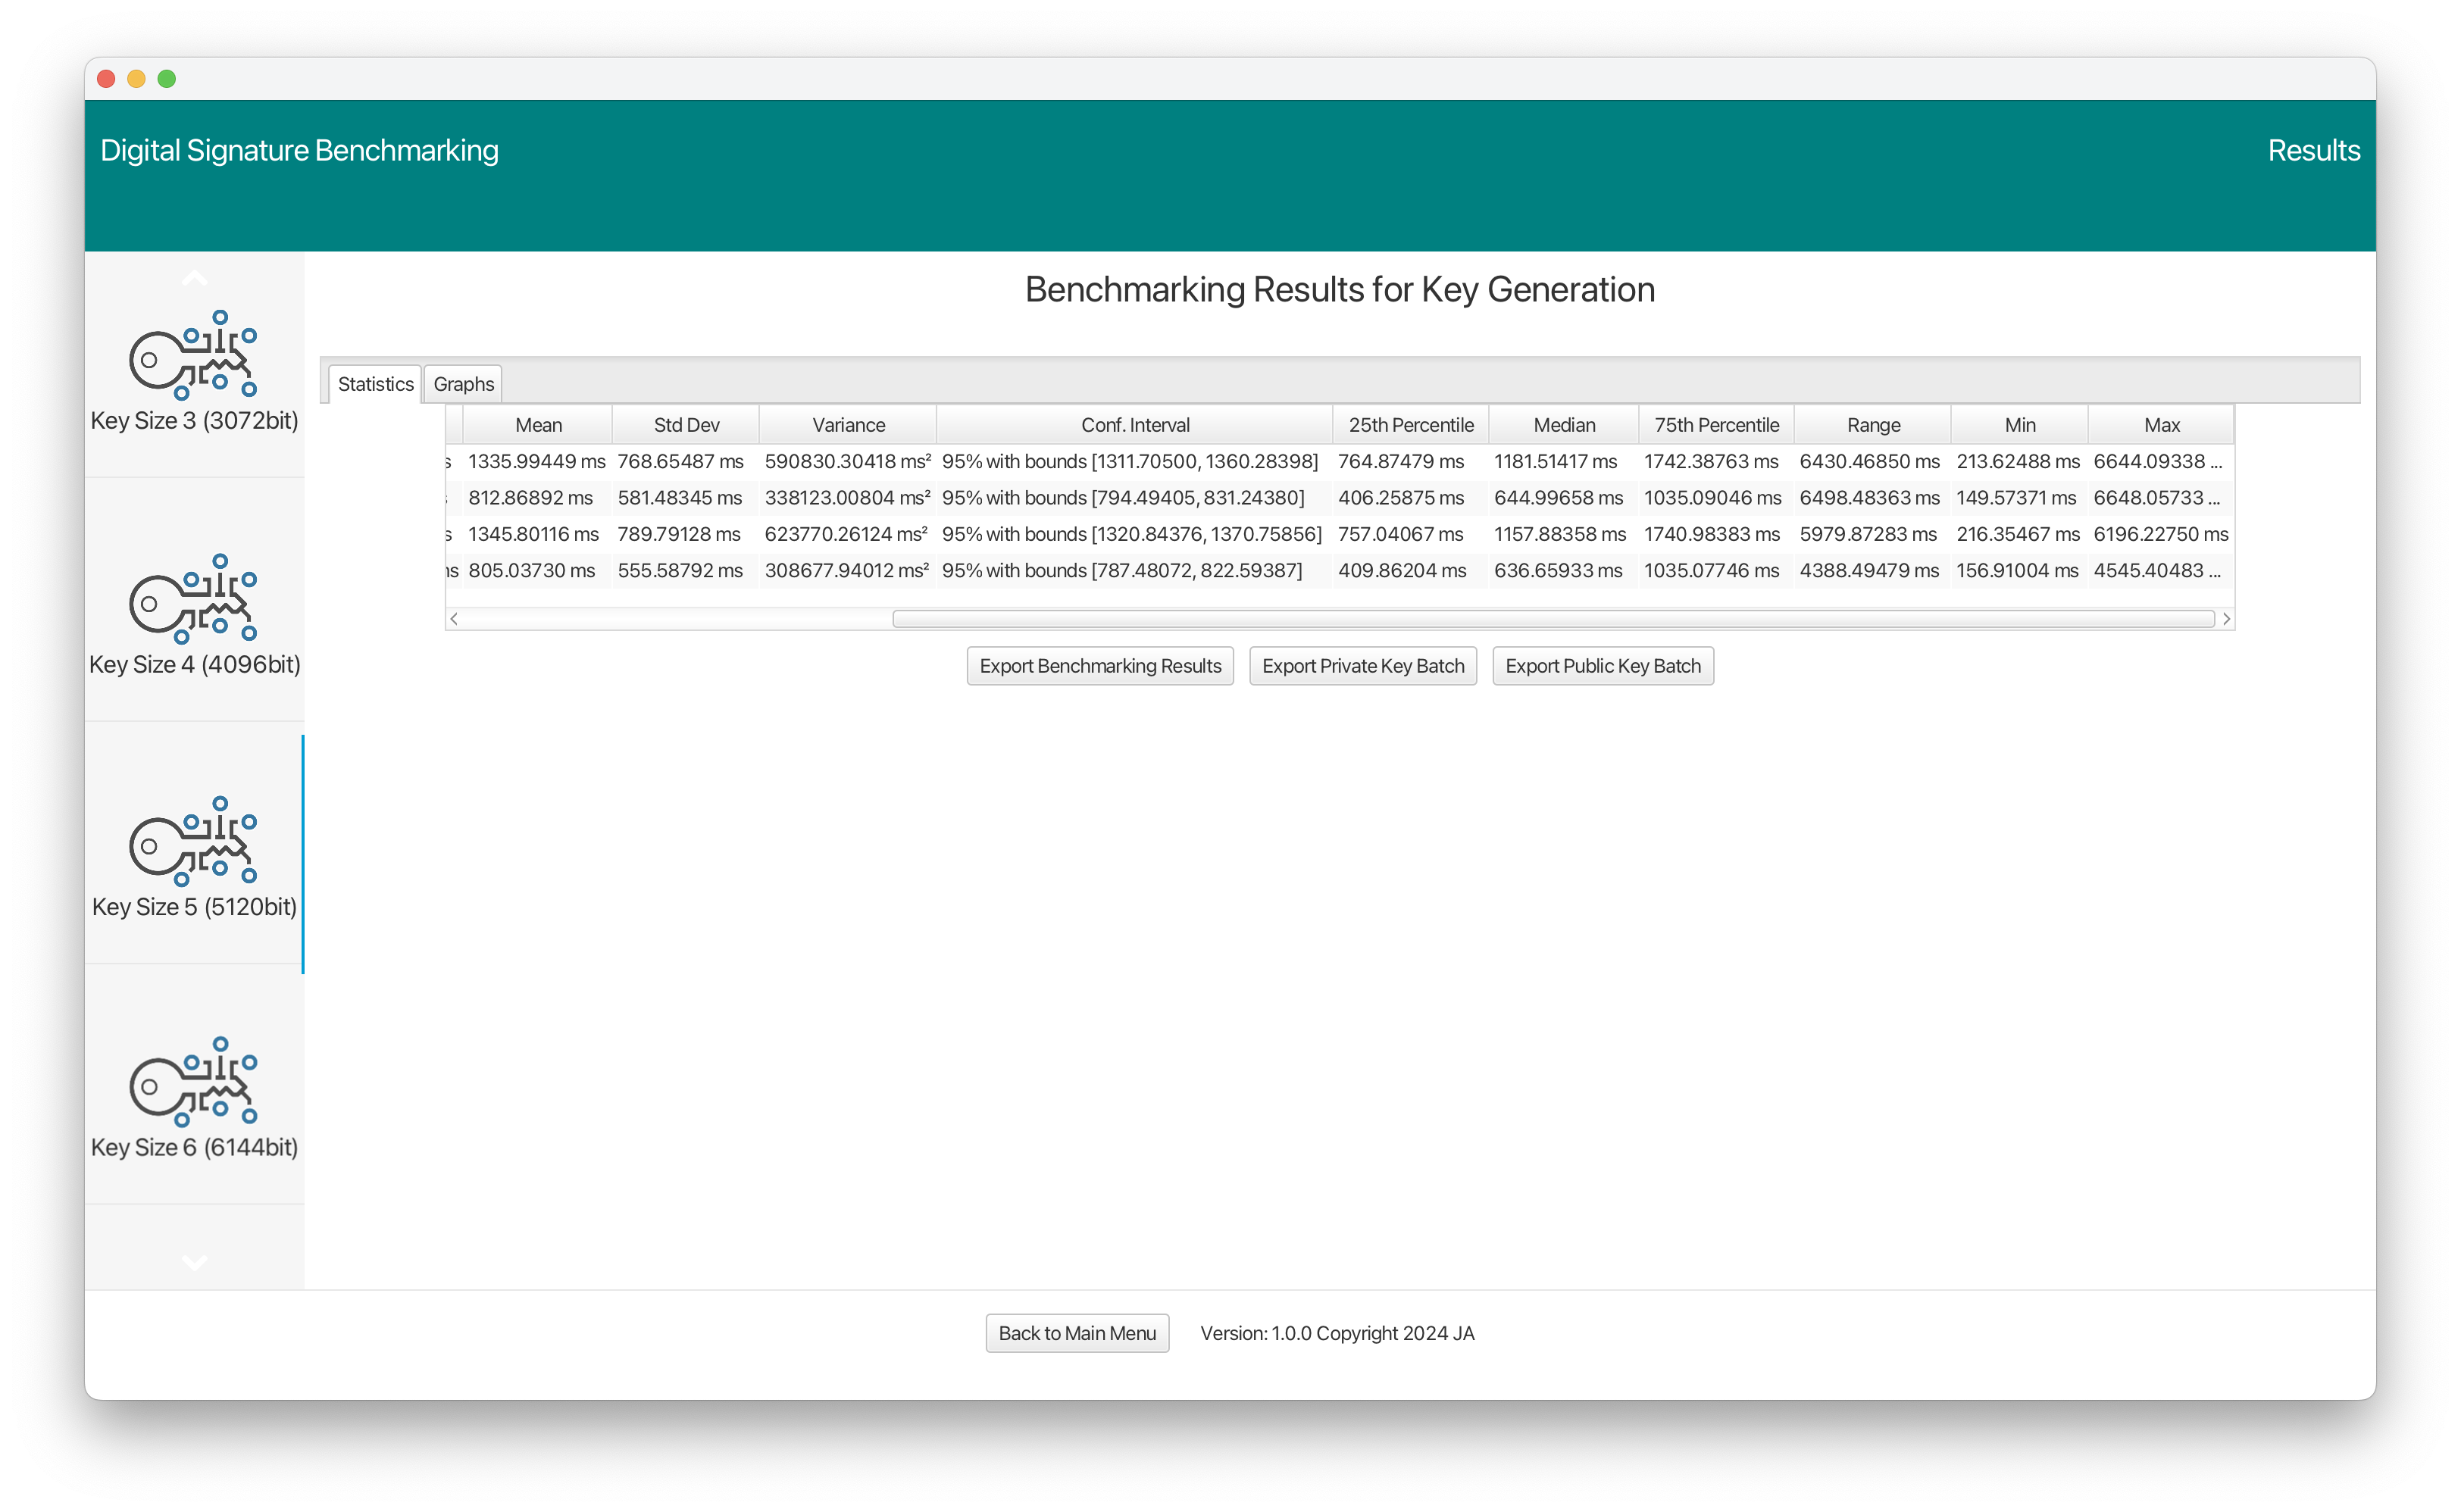 Digital Signature Benchmarking
Results
Key Size 3 (3072bit)
Key Size 4 (4096bit)
Key Size 5 (5120bit)
Key Size 6 (6144bit)
Benchmarking Results for Key Generation
Statistics Graphs
Mean Std Dev Variance Conf. Interval 25th Percentile Median 75th Percentile Range Min Max
s 1335.99449 ms 768.65487 ms 590830.30418 ms² 95% with bounds [1311.70500, 1360.28398] 764.87479 ms 1181.51417 ms 1742.38763 ms 6430.46850 ms 213.62488 ms 6644.09338 ...
812.86892 ms 581.48345 ms 338123.00804 ms² 95% with bounds [794.49405, 831.24380] 406.25875 ms 644.99658 ms 1035.09046 ms 6498.48363 ms 149.57371 ms 6648.05733 ...
s 1345.80116 ms 789.79128 ms 623770.26124 ms² 95% with bounds [1320.84376, 1370.75856] 757.04067 ms 1157.88358 ms 1740.98383 ms 5979.87283 ms 216.35467 ms 6196.22750 ms
ms 805.03730 ms 555.58792 ms 308677.94012 ms² 95% with bounds [787.48072, 822.59387] 409.86204 ms 636.65933 ms 1035.07746 ms 4388.49479 ms 156.91004 ms 4545.40483 ...
Export Benchmarking Results Export Private Key Batch Export Public Key Batch
Back to Main Menu Version: 1.0.0 Copyright 2024 JA